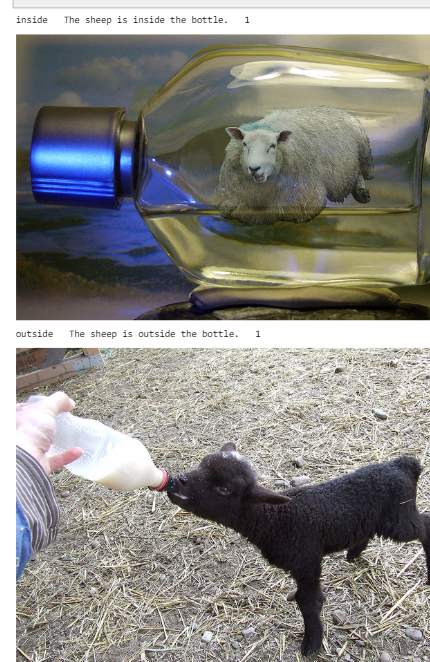 inside   The sheep is inside the bottle.   1
outside   The sheep is outside the bottle.   1